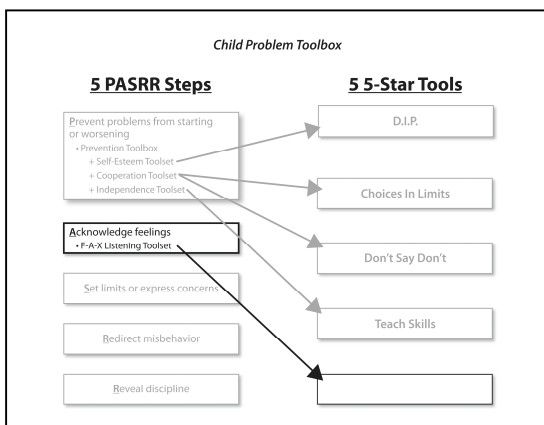 Child Problem Toolbox
5 PASRR Steps
5 5-Star Tools
Prevent problems from starting
or worsening
• Prevention Toolbox
+ Self-Esteem Toolset
+ Cooperation Toolset
+ Independence Toolset
Acknowledge feelings
• F-A-X Listening Toolset
Set limits or express concerns
Redirect misbehavior
Reveal discipline
D.I.P.
Choices In Limits
Don't Say Don't
Teach Skills